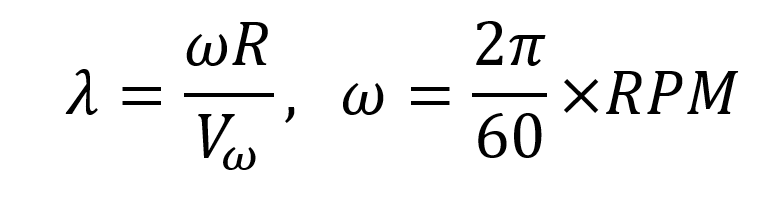 λ = ωR / V_ω , ω = 2π / 60 × RPM